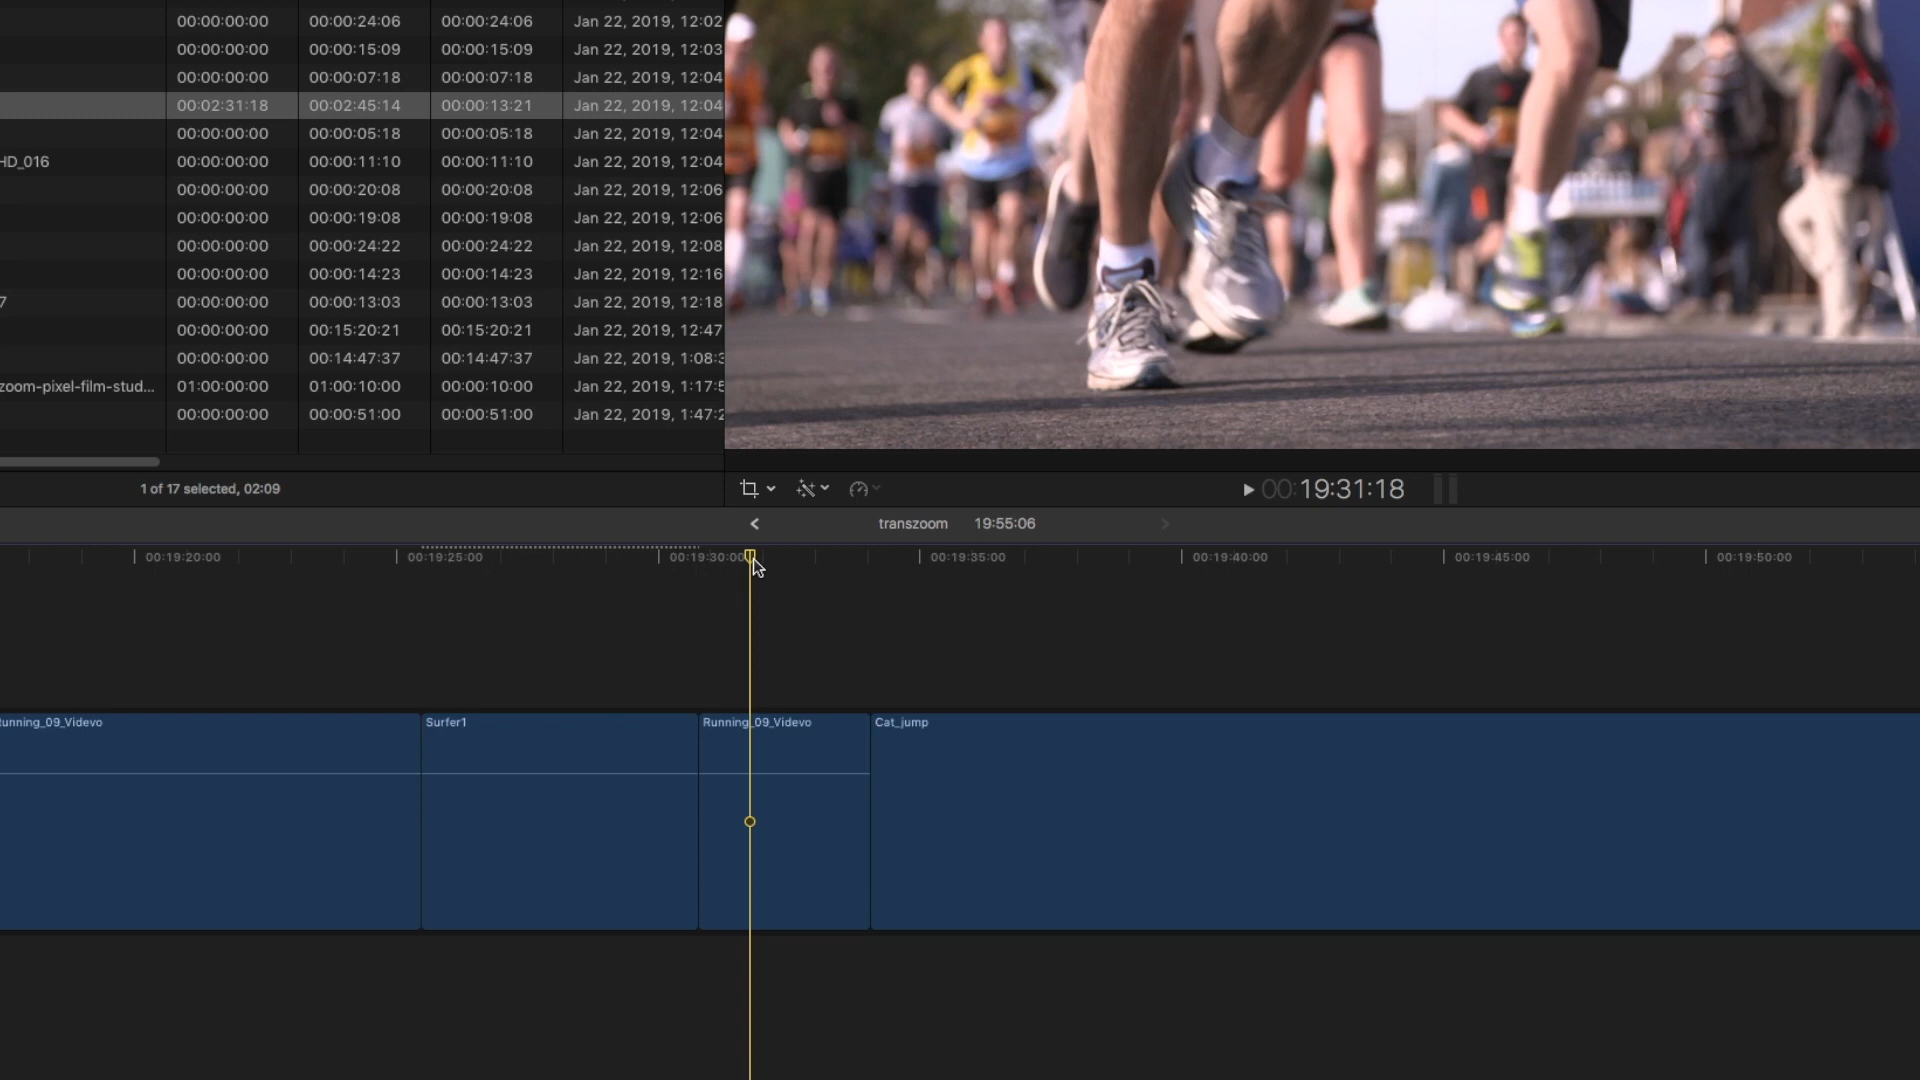 00:00:00:00 00:00:24:06 00:00:24:06 Jan 22, 2019, 12:02
00:00:00:00 00:00:15:09 00:00:15:09 Jan 22, 2019, 12:03
00:00:00:00 00:00:07:18 00:00:07:18 Jan 22, 2019, 12:04
00:02:31:18 00:02:45:14 00:00:13:21 Jan 22, 2019, 12:04
00:00:00:00 00:00:05:18 00:00:05:18 Jan 22, 2019, 12:04
HD_016 00:00:00:00 00:00:11:10 00:00:11:10 Jan 22, 2019, 12:04
00:00:00:00 00:00:20:08 00:00:20:08 Jan 22, 2019, 12:06
00:00:00:00 00:00:19:08 00:00:19:08 Jan 22, 2019, 12:06
00:00:00:00 00:00:24:22 00:00:24:22 Jan 22, 2019, 12:08
00:00:00:00 00:00:14:23 00:00:14:23 Jan 22, 2019, 12:16
7 00:00:00:00 00:00:13:03 00:00:13:03 Jan 22, 2019, 12:18
00:00:00:00 00:15:20:21 00:15:20:21 Jan 22, 2019, 12:47
00:00:00:00 00:14:47:37 00:14:47:37 Jan 22, 2019, 1:08:3
zoom-pixel-film-stud... 01:00:00:00 01:00:10:00 00:00:10:00 Jan 22, 2019, 1:17:5
00:00:00:00 00:00:51:00 00:00:51:00 Jan 22, 2019, 1:47:2
1 of 17 selected, 02:09
00:19:31:18
transzoom 19:55:06
00:19:20:00 00:19:25:00 00:19:30:00 00:19:35:00 00:19:40:00 00:19:45:00 00:19:50:00
unning_09_Videvo Surfer1 Running_09_Videvo Cat_jump